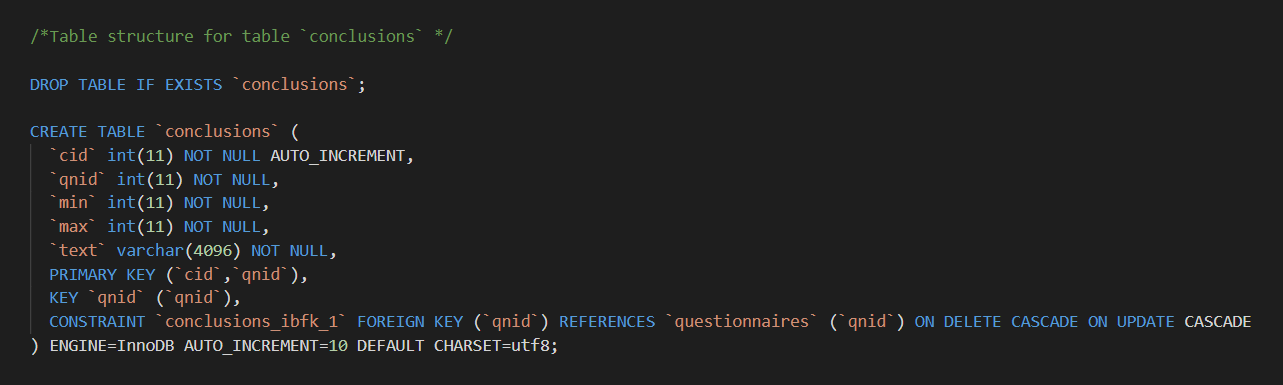 /*Table structure for table `conclusions` */
DROP TABLE IF EXISTS `conclusions`;
CREATE TABLE `conclusions` (
`cid` int(11) NOT NULL AUTO_INCREMENT,
`qnid` int(11) NOT NULL,
`min` int(11) NOT NULL,
`max` int(11) NOT NULL,
`text` varchar(4096) NOT NULL,
PRIMARY KEY (`cid`,`qnid`),
KEY `qnid` (`qnid`),
CONSTRAINT `conclusions_ibfk_1` FOREIGN KEY (`qnid`) REFERENCES `questionnaires` (`qnid`) ON DELETE CASCADE ON UPDATE CASCADE
) ENGINE=InnoDB AUTO_INCREMENT=10 DEFAULT CHARSET=utf8;